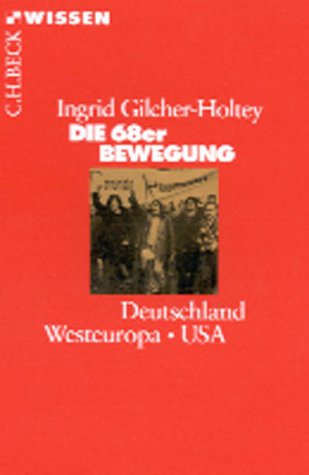 C.H.BECK
WISSEN
Ingrid Gilcher-Holtey
DIE 68er
BEWEGUNG
Deutschland
Westeuropa • USA